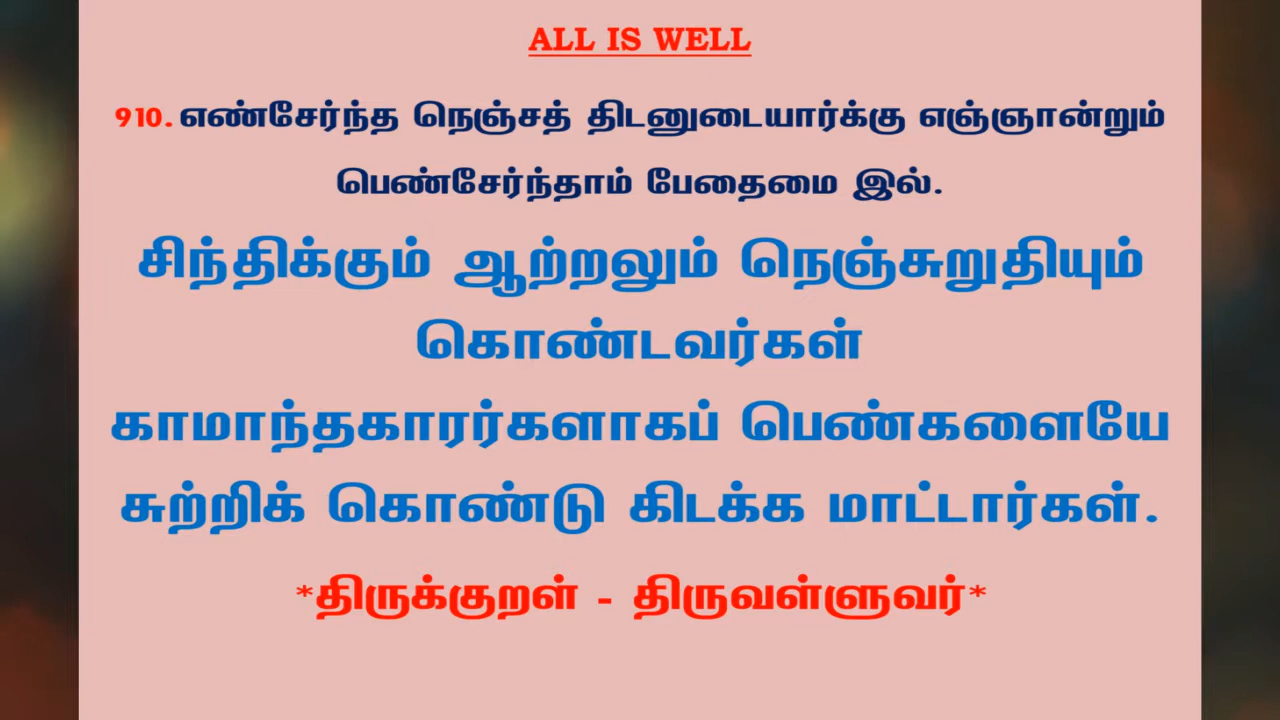 ALL IS WELL
910. எண்சேர்ந்த நெஞ்சத் திடனுடையார்க்கு எஞ்ஞான்றும்
பெண்சேர்ந்தாம் பேதைமை இல்.
சிந்திக்கும் ஆற்றலும் நெஞ்சுறுதியும்
கொண்டவர்கள்
காமாந்தகாரர்களாகப் பெண்களையே
சுற்றிக் கொண்டு கிடக்க மாட்டார்கள்.
*திருக்குறள் - திருவள்ளுவர்*